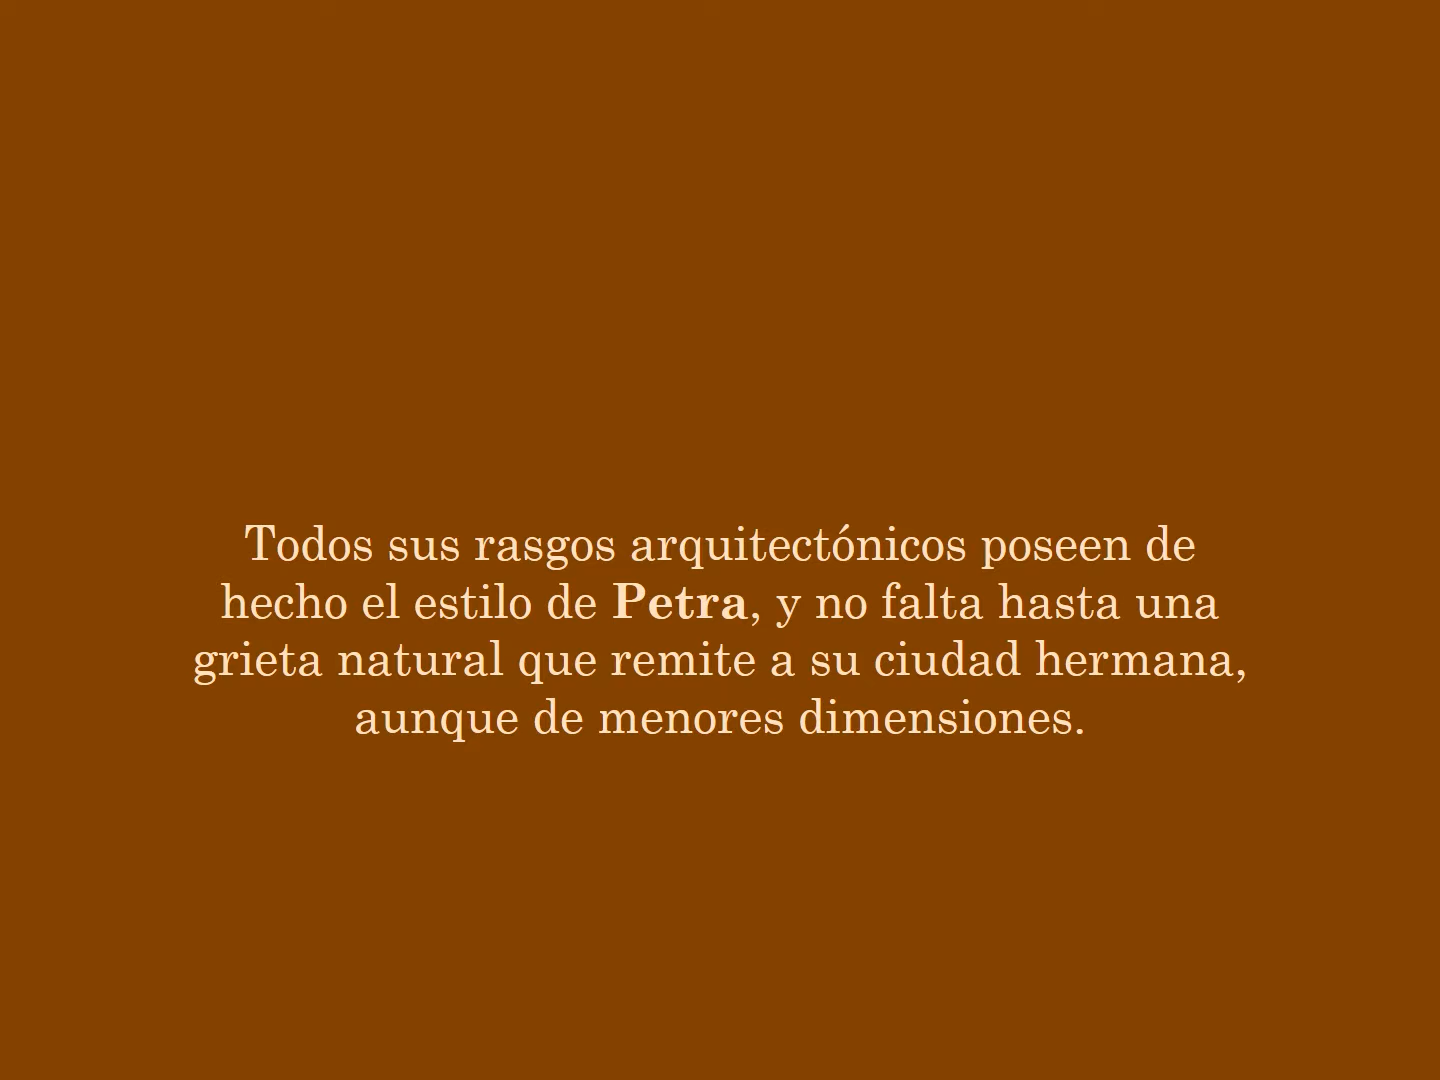 Todos sus rasgos arquitectónicos poseen de
hecho el estilo de Petra, y no falta hasta una
grieta natural que remite a su ciudad hermana,
aunque de menores dimensiones.